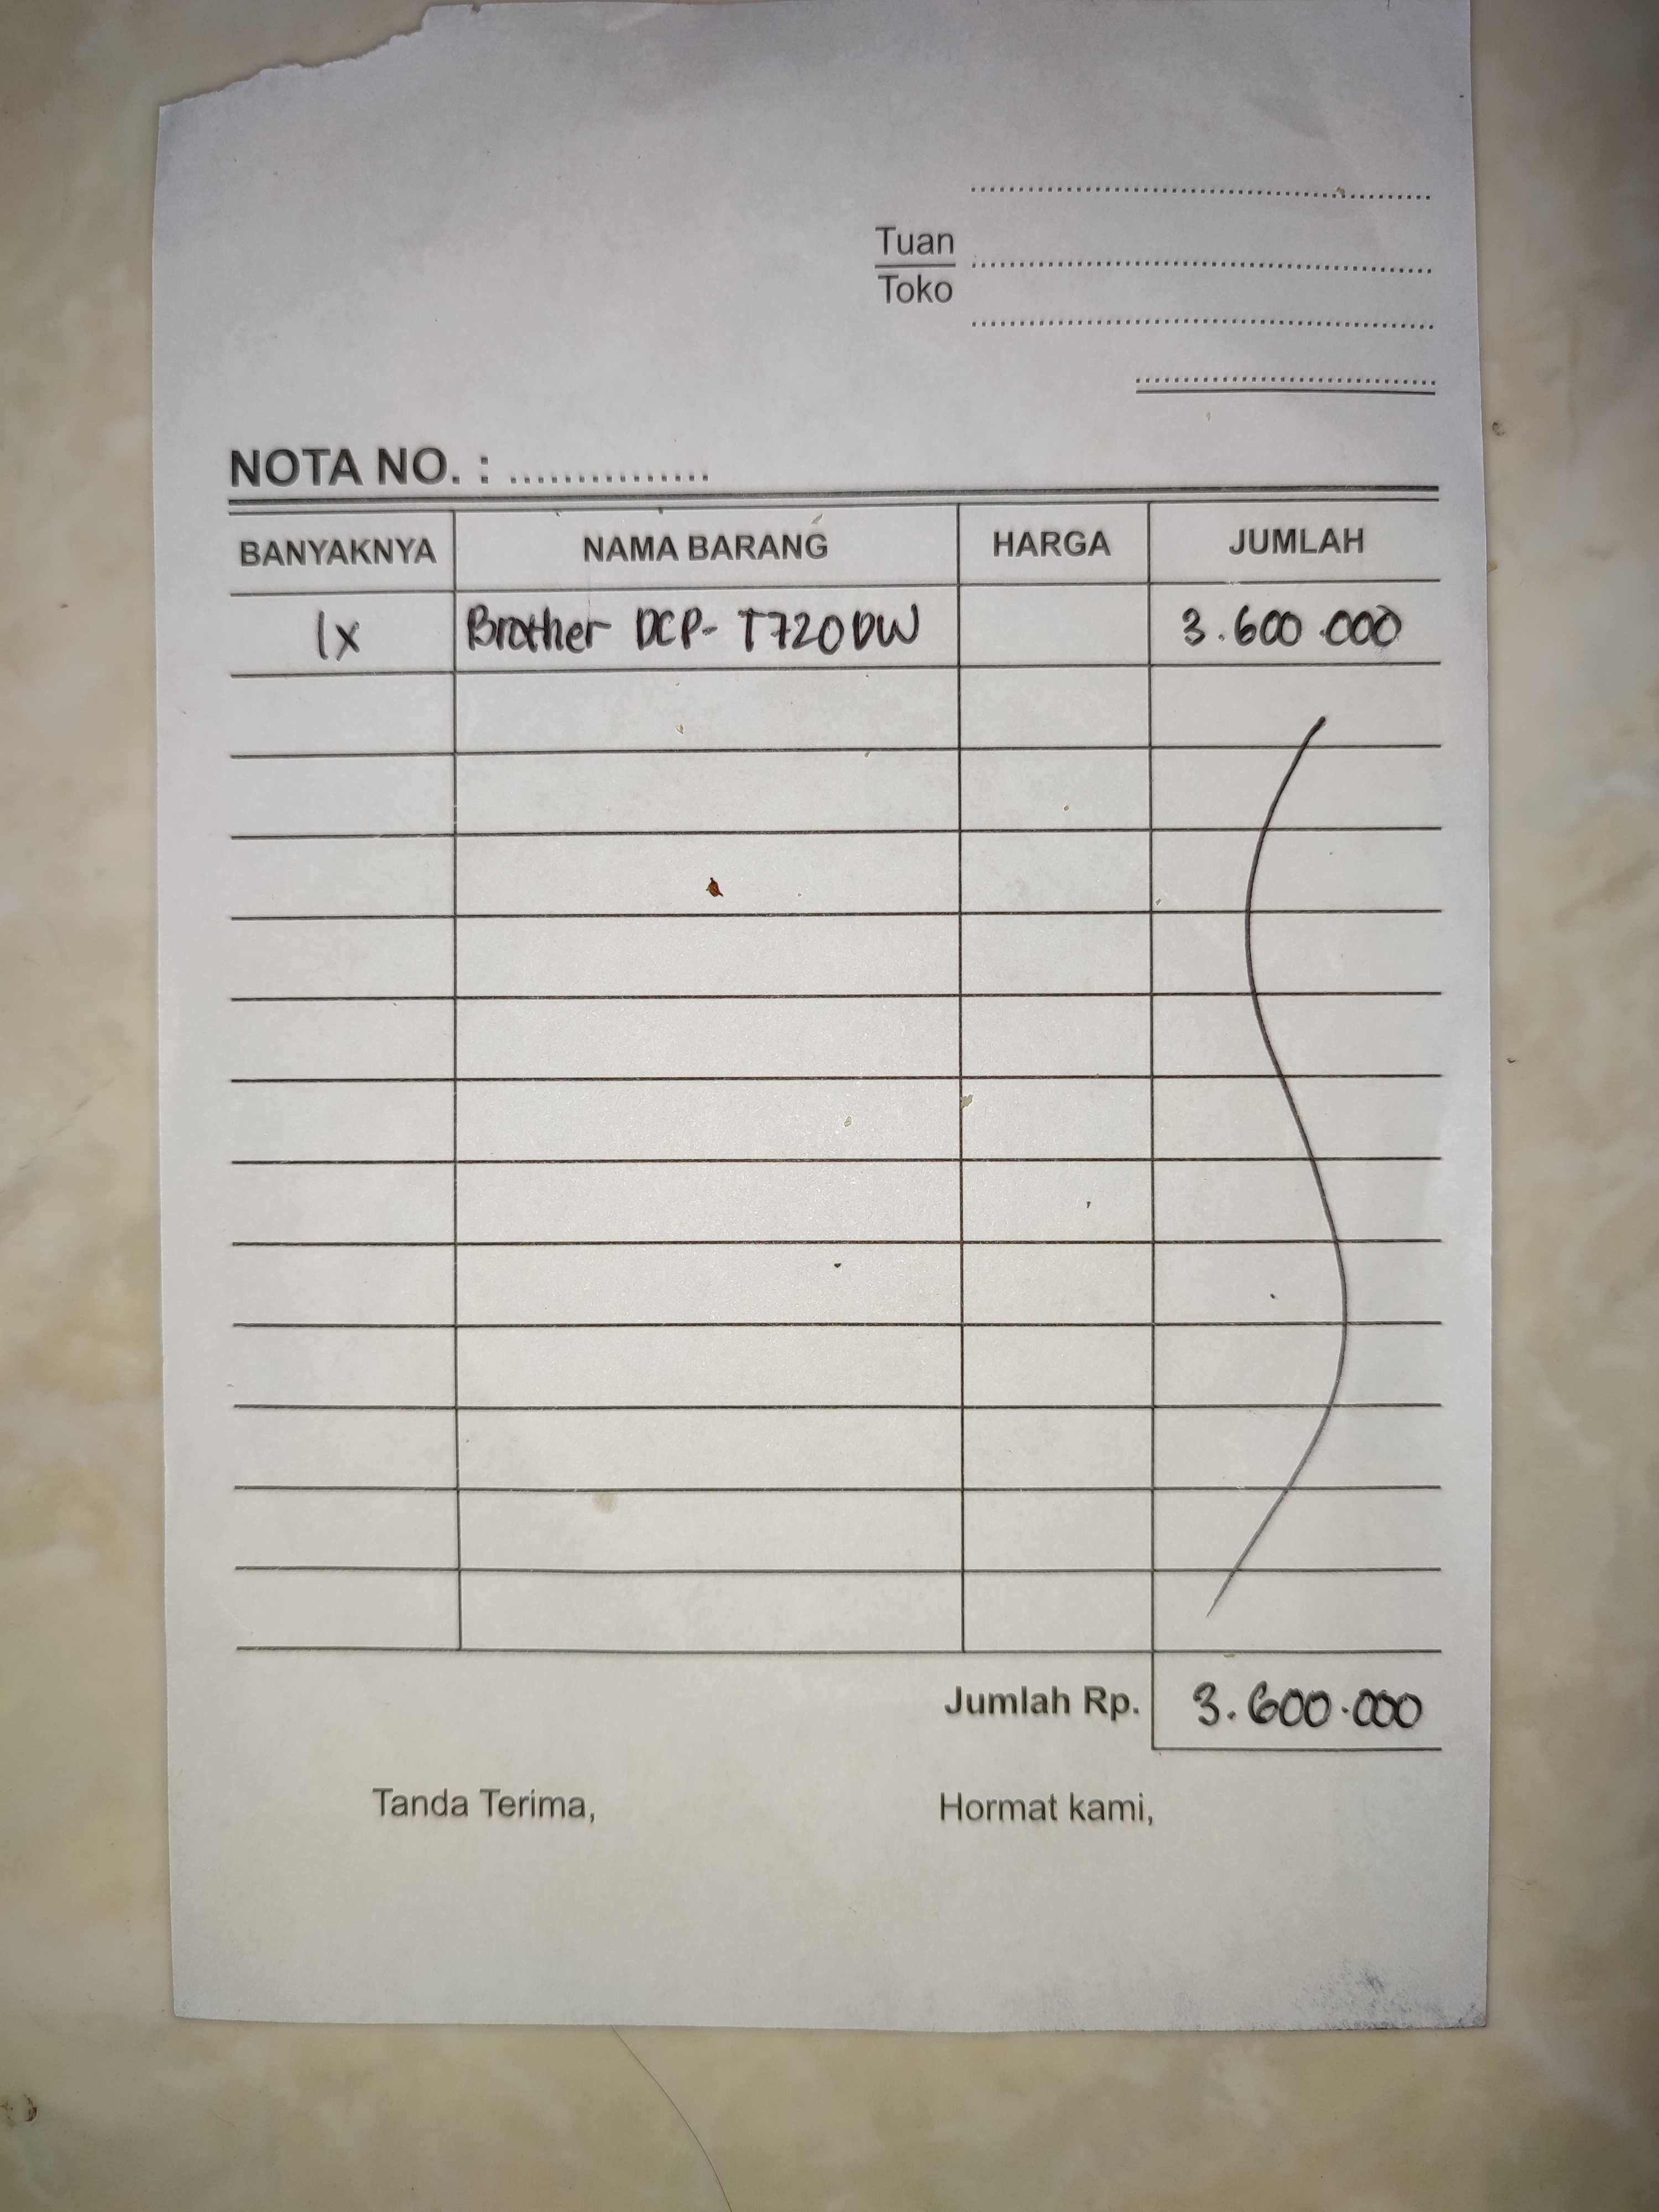 Tuan
Toko
NOTA NO. : ...............
BANYAKNYA NAMA BARANG HARGA JUMLAH
1x Brother DCP- T720DW 3.600.000
Jumlah Rp. 3.600.000
Tanda Terima, Hormat kami,